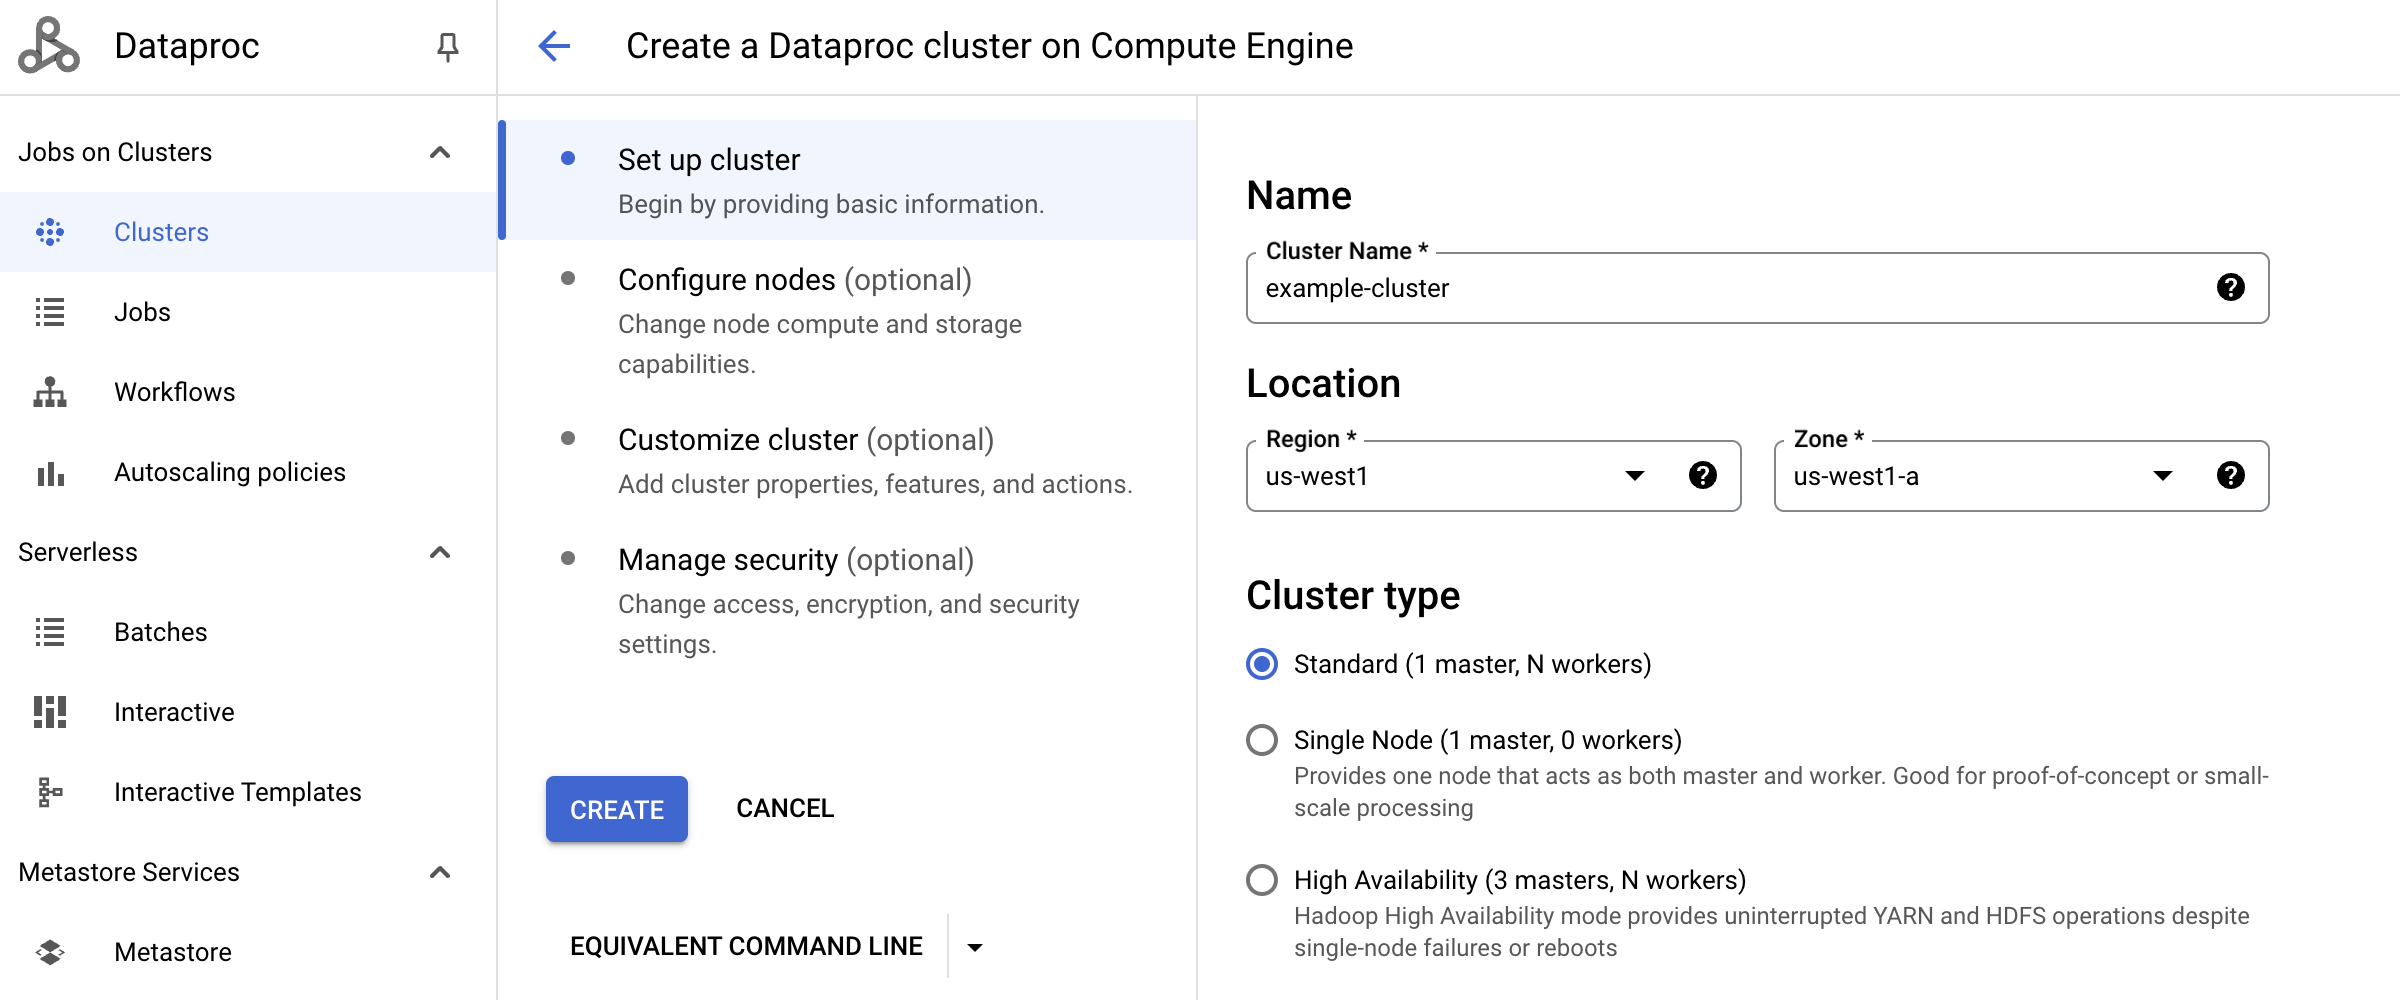 Dataproc
Create a Dataproc cluster on Compute Engine
Jobs on Clusters
Clusters
Jobs
Workflows
Autoscaling policies
Serverless
Batches
Interactive
Interactive Templates
Metastore Services
Metastore
Set up cluster
Begin by providing basic information.
Configure nodes (optional)
Change node compute and storage
capabilities.
Customize cluster (optional)
Add cluster properties, features, and actions.
Manage security (optional)
Change access, encryption, and security
settings.
CREATE
CANCEL
EQUIVALENT COMMAND LINE
Name
Cluster Name *
example-cluster
Location
Region *
us-west1
Zone *
us-west1-a
Cluster type
Standard (1 master, N workers)
Single Node (1 master, 0 workers)
Provides one node that acts as both master and worker. Good for proof-of-concept or small-
scale processing
High Availability (3 masters, N workers)
Hadoop High Availability mode provides uninterrupted YARN and HDFS operations despite
single-node failures or reboots